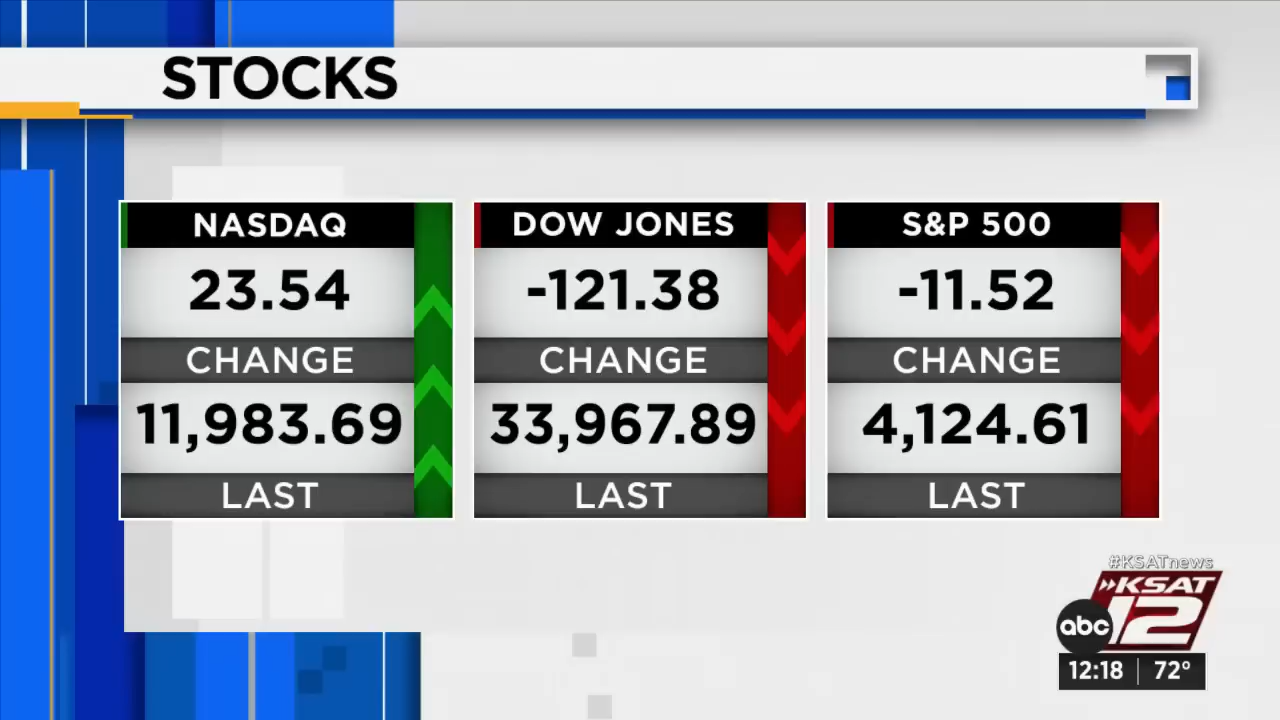 STOCKS
NASDAQ
23.54
CHANGE
11,983.69
LAST
DOW JONES
-121.38
CHANGE
33,967.89
LAST
S&P 500
-11.52
CHANGE
4,124.61
LAST
#KSATnews
KSAT
abc 12
12:18 72°